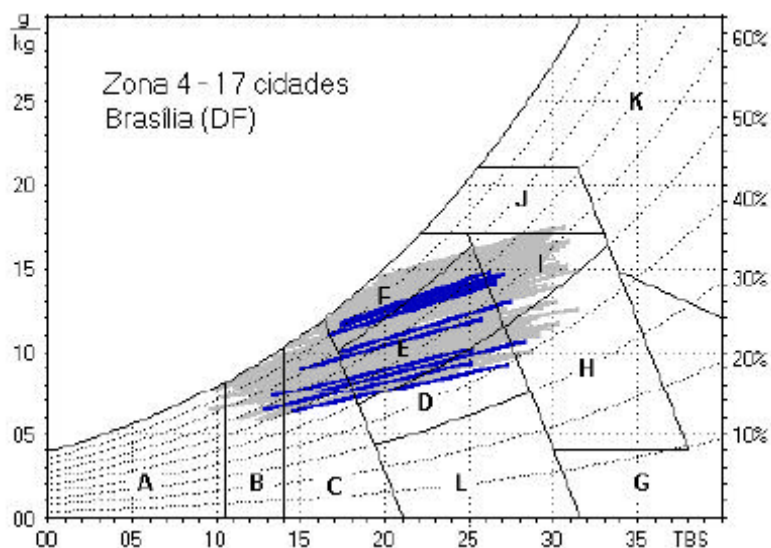 g
kg
Zona 4 - 17 cidades
Brasília (DF)
60%
25
K
50%
20
40%
J
15
F
I
30%
10
E
H
20%
D
05
10%
A
B
C
L
G
00
00
05
10
15
20
25
30
35
TBS